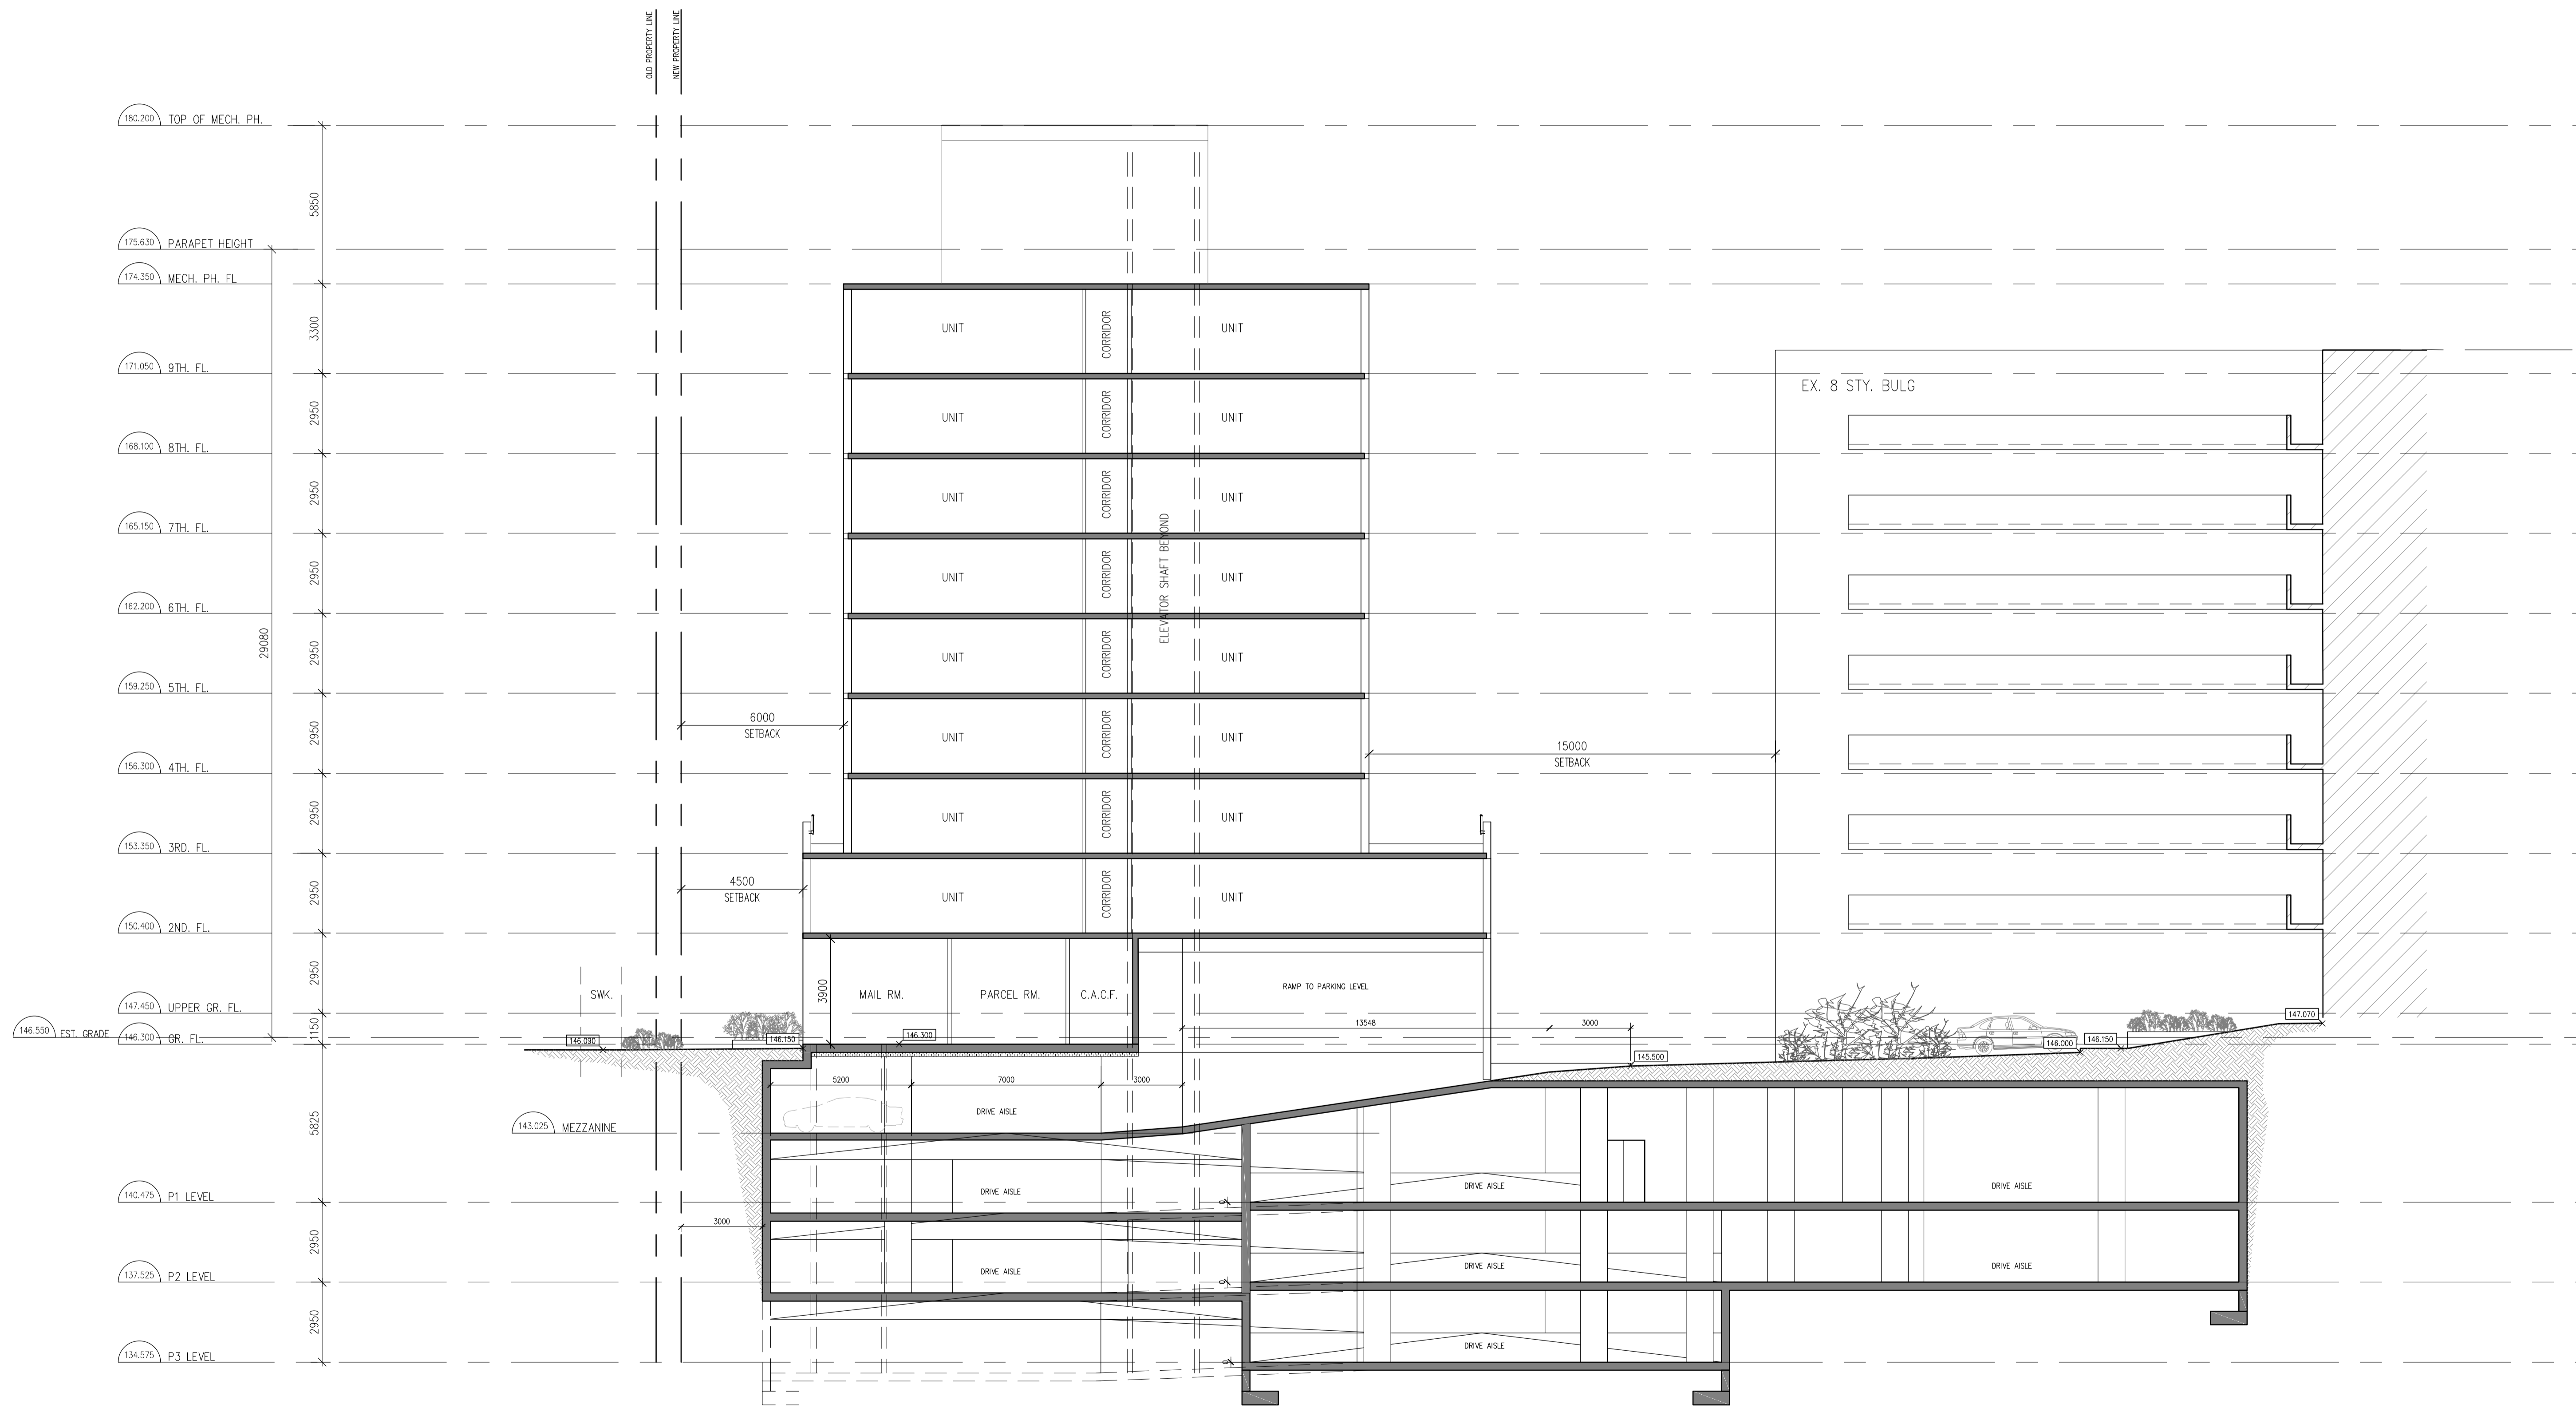 OLD PROPERTY LINE
NEW PROPERTY LINE
180.200 TOP OF MECH. PH.
5850
175.630 PARAPET HEIGHT
174.350 MECH. PH. FL
3300
UNIT CORRIDOR UNIT
171.050 9TH. FL.
EX. 8 STY. BULG
2950
UNIT CORRIDOR UNIT
168.100 8TH. FL.
2950
UNIT CORRIDOR UNIT
165.150 7TH. FL.
ELEVATOR SHAFT BEYOND
2950
UNIT CORRIDOR UNIT
162.200 6TH. FL.
29080
2950
UNIT CORRIDOR UNIT
159.250 5TH. FL.
6000
SETBACK
2950
UNIT CORRIDOR UNIT
15000
SETBACK
156.300 4TH. FL.
2950
UNIT CORRIDOR UNIT
153.350 3RD. FL.
4500
SETBACK
2950
UNIT CORRIDOR UNIT
150.400 2ND. FL.
2950
SWK.
3900
MAIL RM.
PARCEL RM.
C.A.C.F.
RAMP TO PARKING LEVEL
147.450 UPPER GR. FL.
147.070
13548
3000
146.550 EST. GRADE
1150
146.300 GR. FL.
146.090
146.150
146.300
146.000
146.150
145.500
5200
7000
3000
5825
DRIVE AISLE
143.025 MEZZANINE
DRIVE AISLE
DRIVE AISLE
DRIVE AISLE
140.475 P1 LEVEL
3000
2950
DRIVE AISLE
DRIVE AISLE
DRIVE AISLE
137.525 P2 LEVEL
2950
DRIVE AISLE
134.575 P3 LEVEL